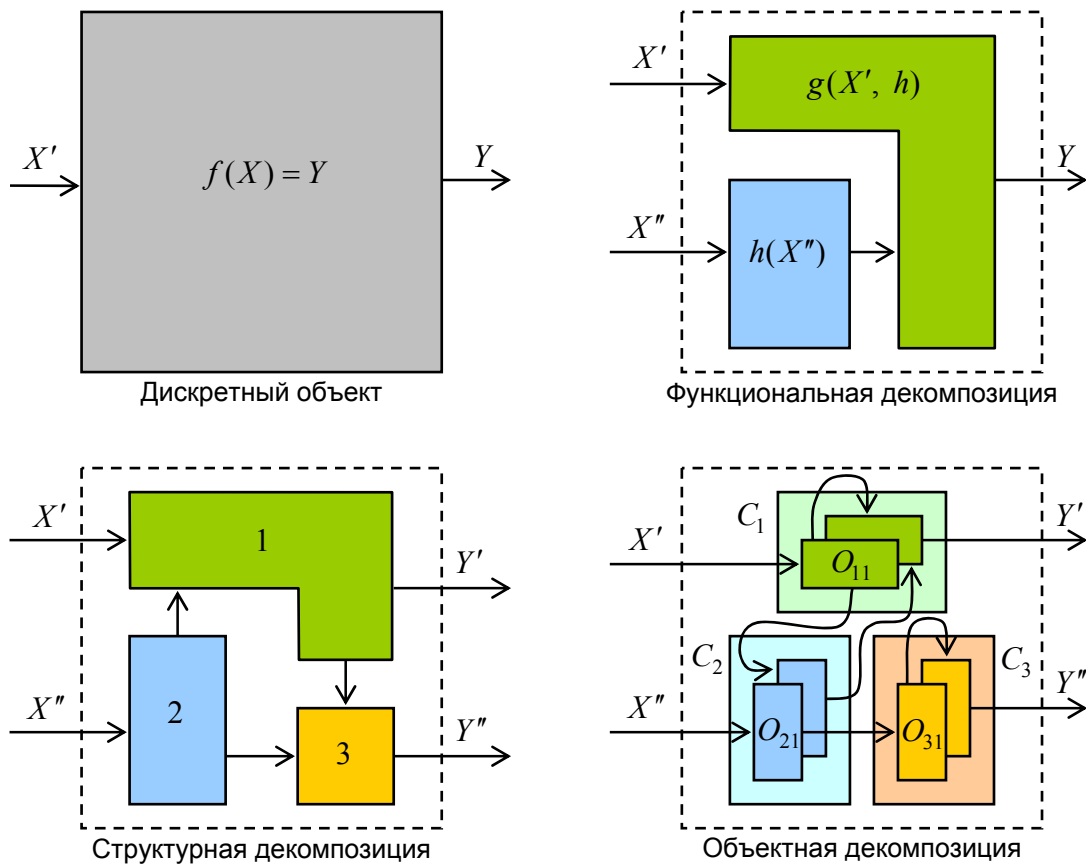 X′
f(X) = Y
Y
Дискретный объект
X′
g(X′, h)
Y
X″
h(X″)
Функциональная декомпозиция
X′
1
Y′
X″
2
3
Y″
Структурная декомпозиция
C₁
Y′
X′
O₁₁
C₂
C₃
X″
O₂₁
O₃₁
Y″
Объектная декомпозиция